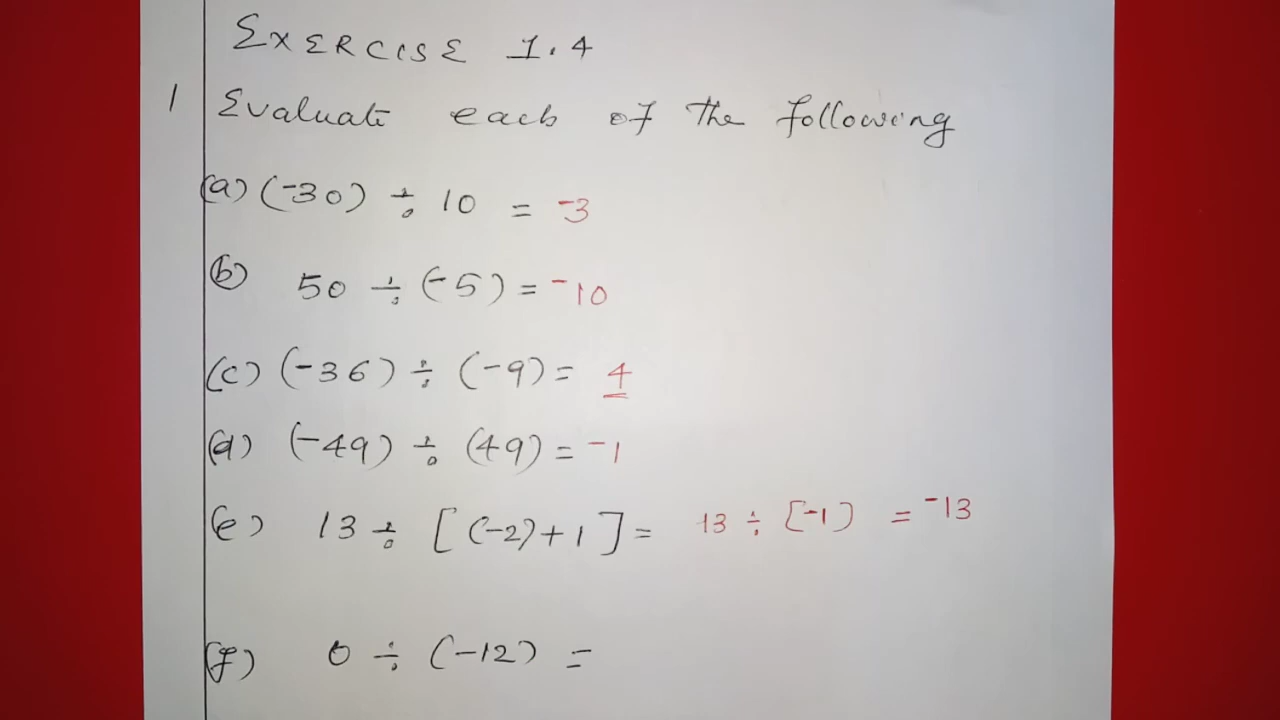 EXERCISE 1.4
1 Evaluate each of the following
(a) (-30) ÷ 10 = -3
(b) 50 ÷ (-5) = -10
(c) (-36) ÷ (-9) = 4
(d) (-49) ÷ (49) = -1
(e) 13 ÷ [(-2)+1] = 13 ÷ [-1) = -13
(f) 0 ÷ (-12) =